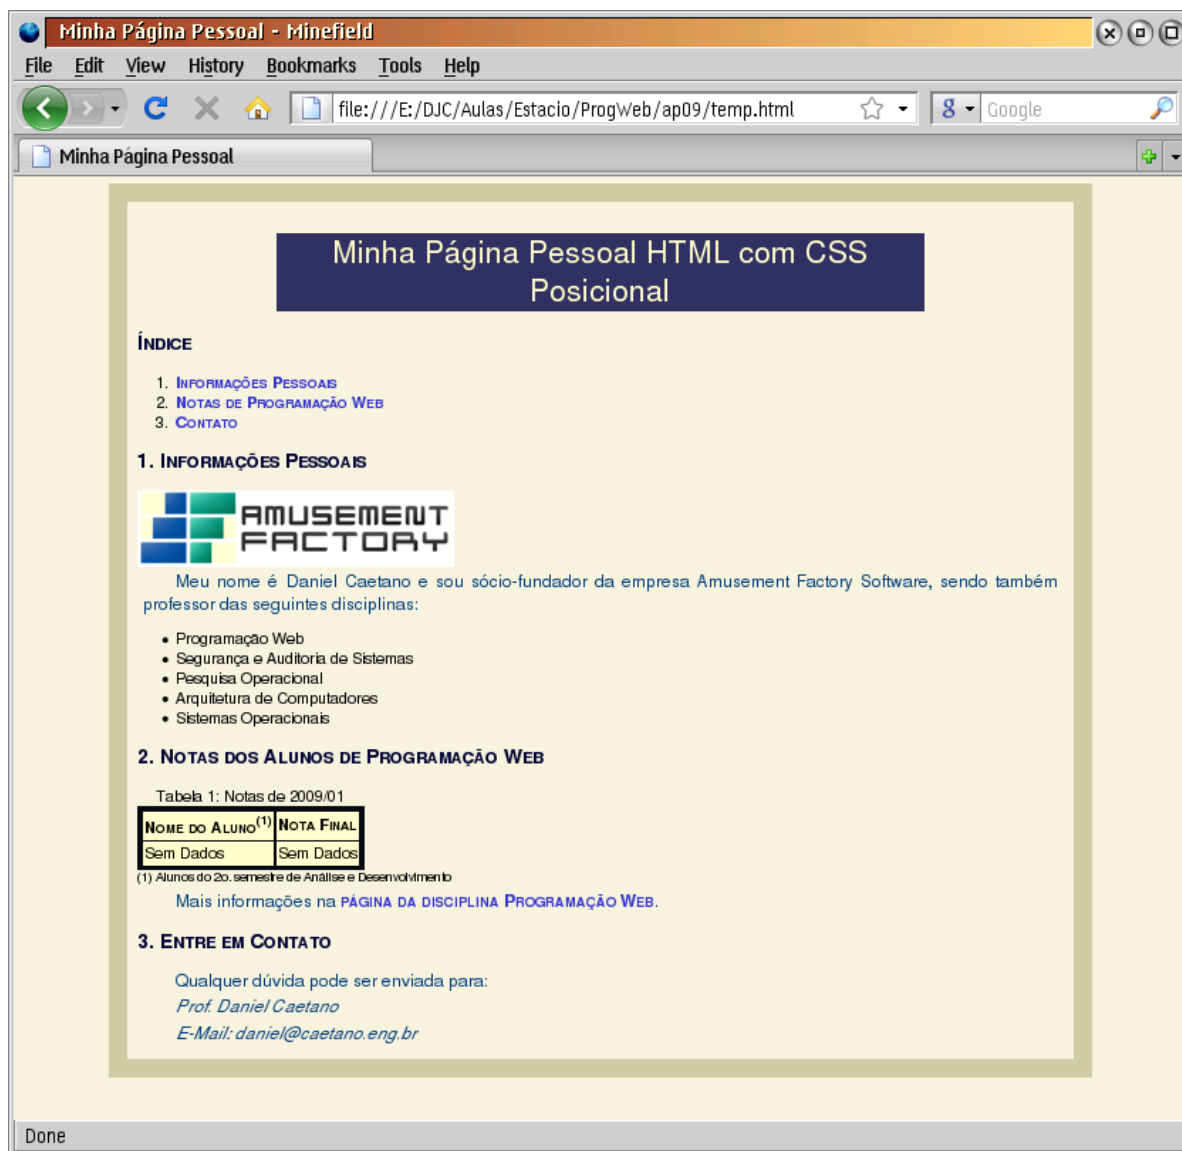 Minha Página Pessoal - Minefield
File Edit View History Bookmarks Tools Help
file:///E:/DJC/Aulas/Estacio/ProgWeb/ap09/temp.html
8 Google
Minha Página Pessoal
Minha Página Pessoal HTML com CSS
Posicional
Índice
1. Informações Pessoais
2. Notas de Programação Web
3. Contato
1. Informações Pessoais
AMUSEMENT
FACTORY
Meu nome é Daniel Caetano e sou sócio-fundador da empresa Amusement Factory Software, sendo também
professor das seguintes disciplinas:
• Programação Web
• Segurança e Auditoria de Sistemas
• Pesquisa Operacional
• Arquitetura de Computadores
• Sistemas Operacionais
2. Notas dos Alunos de Programação Web
Tabela 1: Notas de 2009/01
Nome do Aluno(1) Nota Final
Sem Dados Sem Dados
(1) Alunos do 2o. semestre de Análise e Desenvolvimento
Mais informações na página da disciplina Programação Web.
3. Entre em Contato
Qualquer dúvida pode ser enviada para:
Prof. Daniel Caetano
E-Mail: daniel@caetano.eng.br
Done